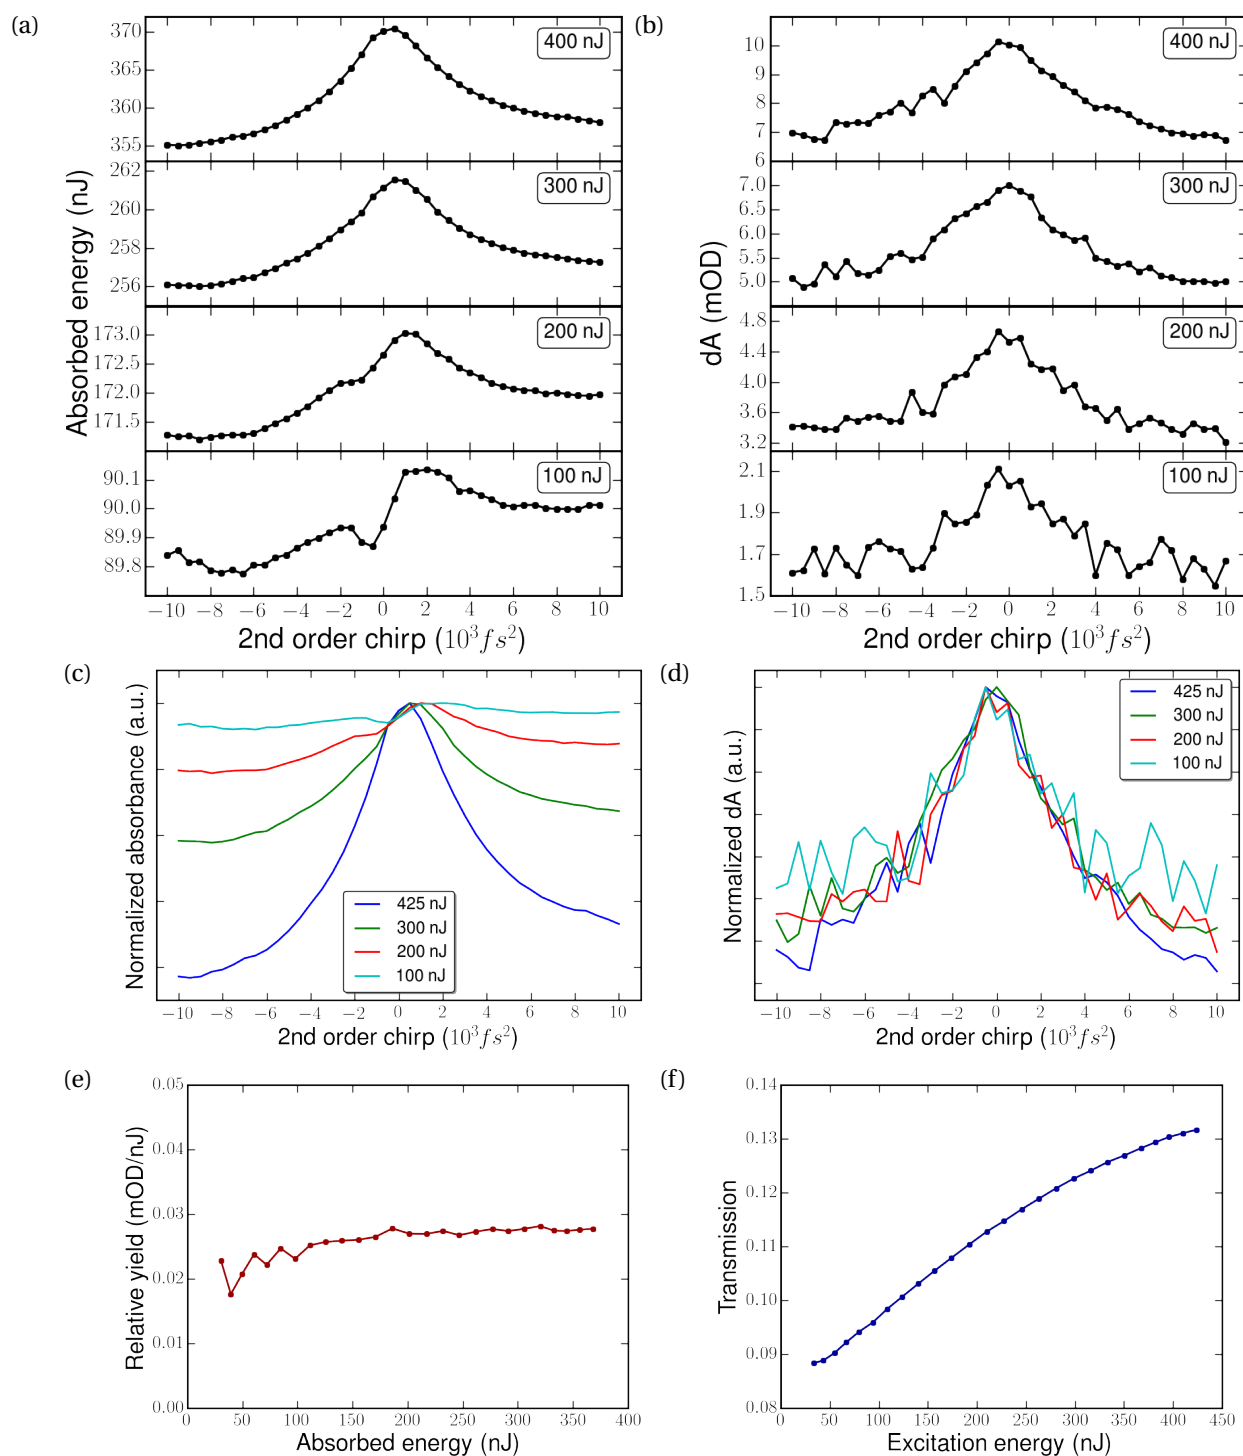 (a)
Absorbed energy (nJ)
370
365
360
355
400 nJ
262
260
258
256
300 nJ
173.0
172.5
172.0
171.5
200 nJ
90.1
90.0
89.9
89.8
100 nJ
−10 −8 −6 −4 −2 0 2 4 6 8 10
2nd order chirp (10³fs²)
(b)
dA (mOD)
10
9
8
7
6
400 nJ
7.0
6.0
5.0
300 nJ
4.8
4.4
4.0
3.6
3.2
200 nJ
2.1
1.9
1.7
1.5
100 nJ
−10 −8 −6 −4 −2 0 2 4 6 8 10
2nd order chirp (10³fs²)
(c)
Normalized absorbance (a.u.)
425 nJ
300 nJ
200 nJ
100 nJ
−10 −8 −6 −4 −2 0 2 4 6 8 10
2nd order chirp (10³fs²)
(d)
Normalized dA (a.u.)
425 nJ
300 nJ
200 nJ
100 nJ
−10 −8 −6 −4 −2 0 2 4 6 8 10
2nd order chirp (10³fs²)
(e)
Relative yield (mOD/nJ)
0.05
0.04
0.03
0.02
0.01
0.00
0 50 100 150 200 250 300 350 400
Absorbed energy (nJ)
(f)
Transmission
0.14
0.13
0.12
0.11
0.10
0.09
0.08
0 50 100 150 200 250 300 350 400 450
Excitation energy (nJ)